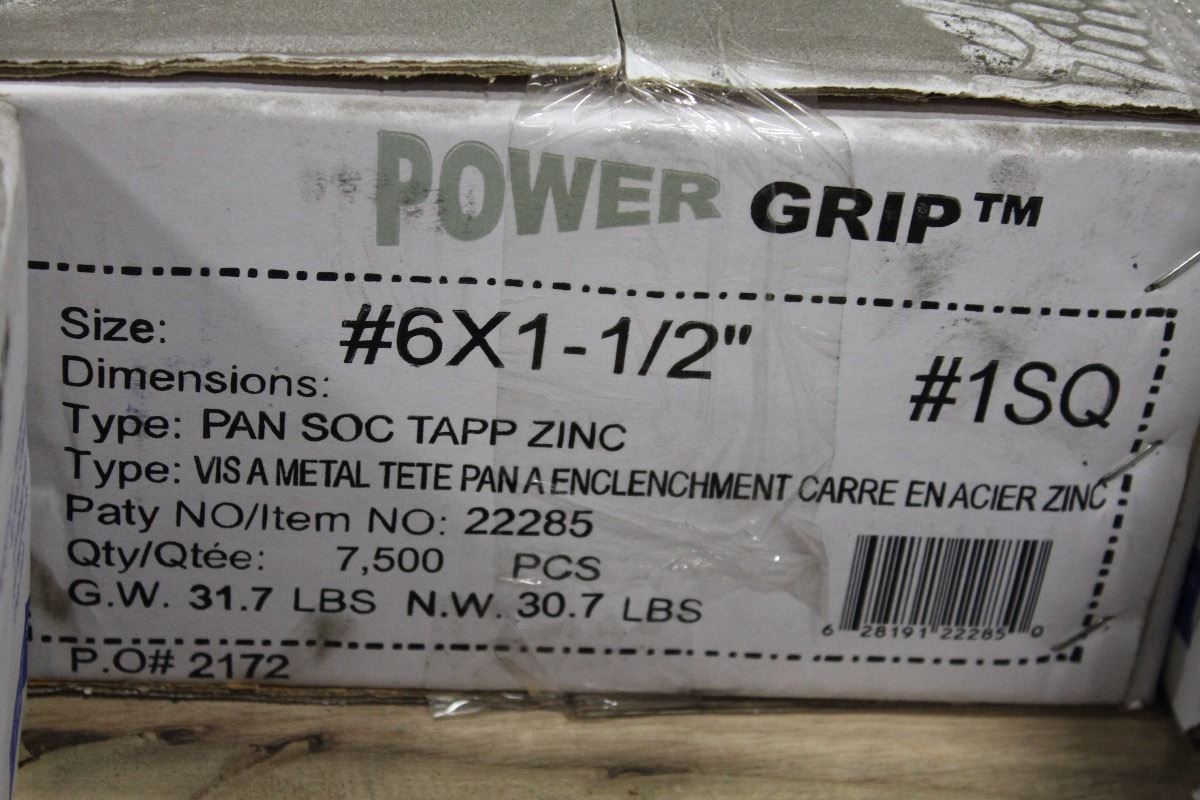 POWER GRIP™
Size: #6X1-1/2"
#1SQ
Dimensions:
Type: PAN SOC TAPP ZINC
Type: VIS A METAL TETE PAN A ENCLENCHMENT CARRE EN ACIER ZINC
Paty NO/Item NO: 22285
Qty/Qtée: 7,500 PCS
G.W. 31.7 LBS N.W. 30.7 LBS
6 28191 22285 0
P.O# 2172